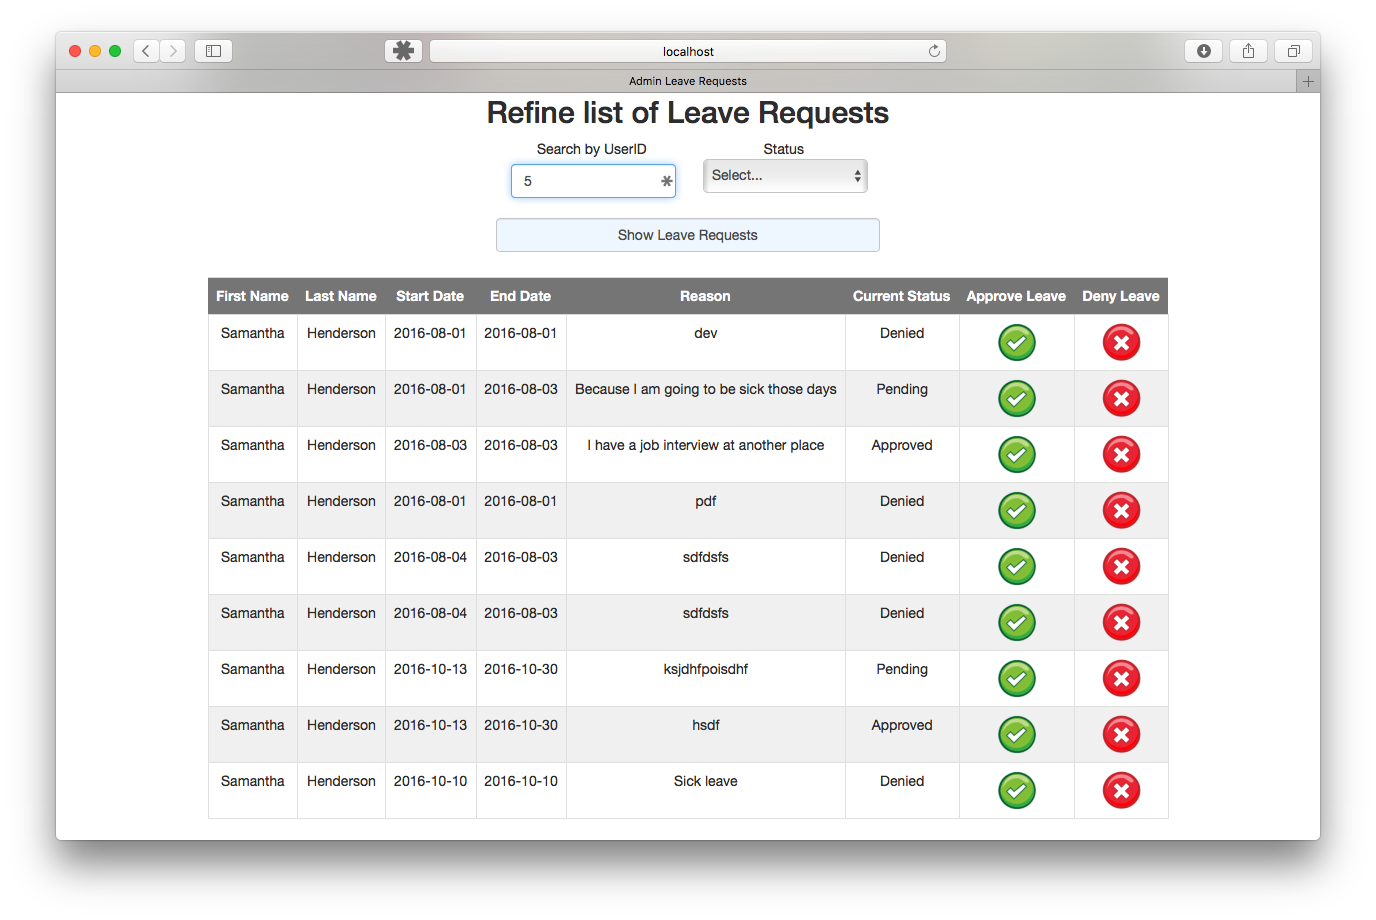 localhost
Admin Leave Requests
Refine list of Leave Requests
Search by UserID Status
5 Select...
Show Leave Requests
First Name Last Name Start Date End Date Reason Current Status Approve Leave Deny Leave
Samantha Henderson 2016-08-01 2016-08-01 dev Denied
Samantha Henderson 2016-08-01 2016-08-03 Because I am going to be sick those days Pending
Samantha Henderson 2016-08-03 2016-08-03 I have a job interview at another place Approved
Samantha Henderson 2016-08-01 2016-08-01 pdf Denied
Samantha Henderson 2016-08-04 2016-08-03 sdfdsfs Denied
Samantha Henderson 2016-08-04 2016-08-03 sdfdsfs Denied
Samantha Henderson 2016-10-13 2016-10-30 ksjdhfpoisdhf Pending
Samantha Henderson 2016-10-13 2016-10-30 hsdf Approved
Samantha Henderson 2016-10-10 2016-10-10 Sick leave Denied